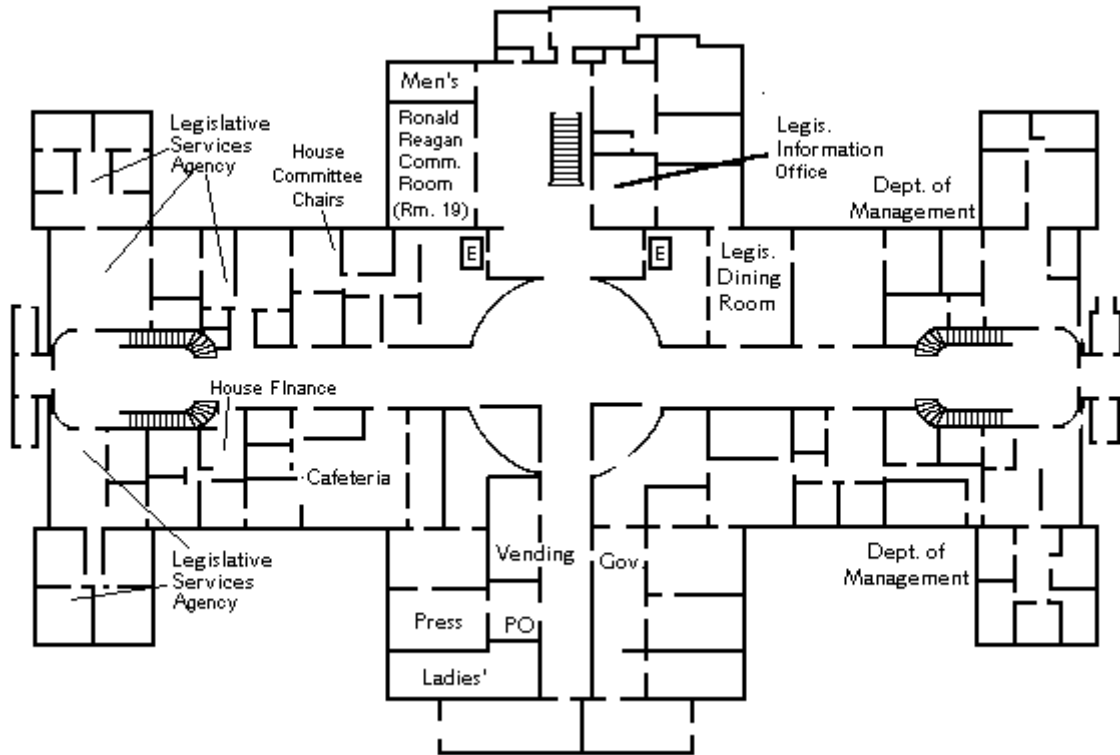 Men's
Ronald
Reagan
Comm.
Room
(Rm. 19)
Legislative
Services
Agency
House
Committee
Chairs
Legis.
Information
Office
Dept. of
Management
E
E
Legis.
Dining
Room
House FInance
Cafeteria
Legislative
Services
Agency
Vending
Gov.
Dept. of
Management
Press
PO
Ladies'